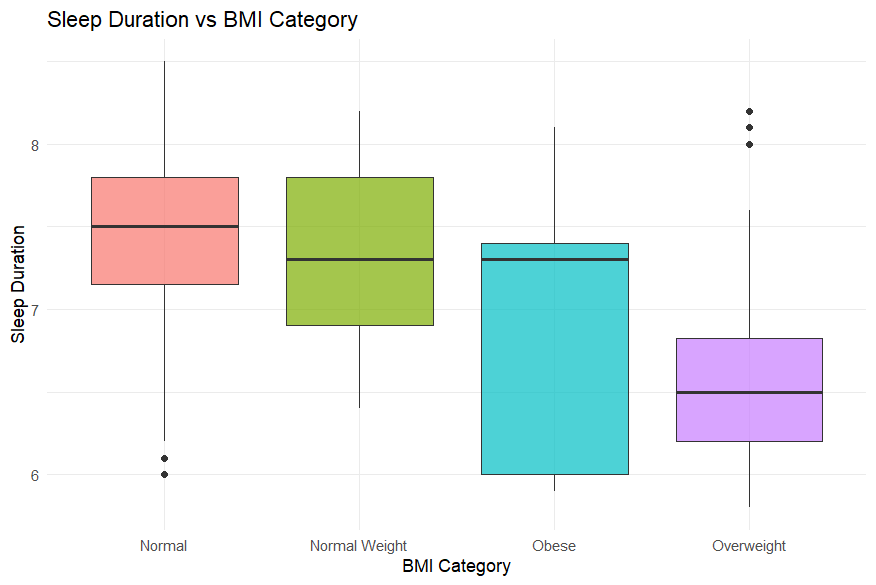 Sleep Duration vs BMI Category
Sleep Duration
8
7
6
Normal
Normal Weight
Obese
Overweight
BMI Category